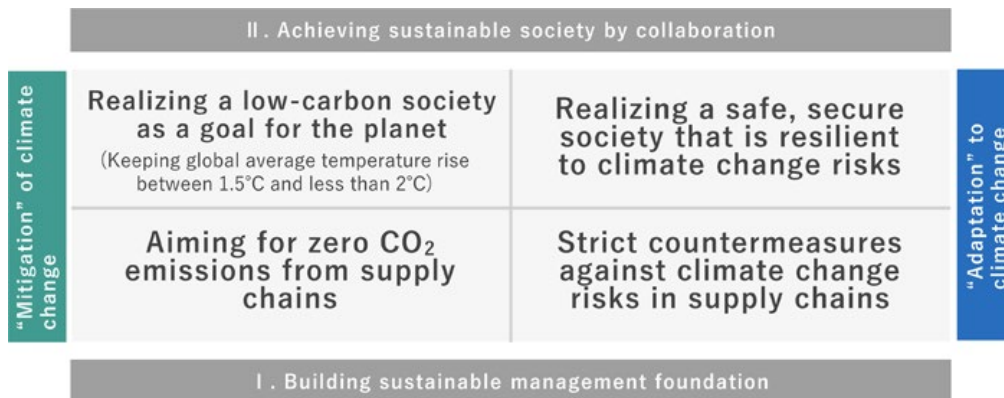 Ⅱ. Achieving sustainable society by collaboration
“Mitigation” of climate
change
Realizing a low-carbon society
as a goal for the planet
(Keeping global average temperature rise
between 1.5°C and less than 2°C)
Realizing a safe, secure
society that is resilient
to climate change risks
Aiming for zero CO₂
emissions from supply
chains
Strict countermeasures
against climate change
risks in supply chains
“Adaptation” to
climate change
Ⅰ. Building sustainable management foundation